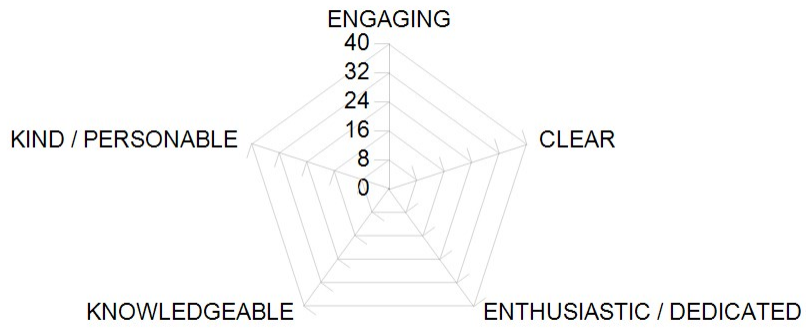 ENGAGING
40
32
24
16
8
0
KIND / PERSONABLE
CLEAR
KNOWLEDGEABLE
ENTHUSIASTIC / DEDICATED